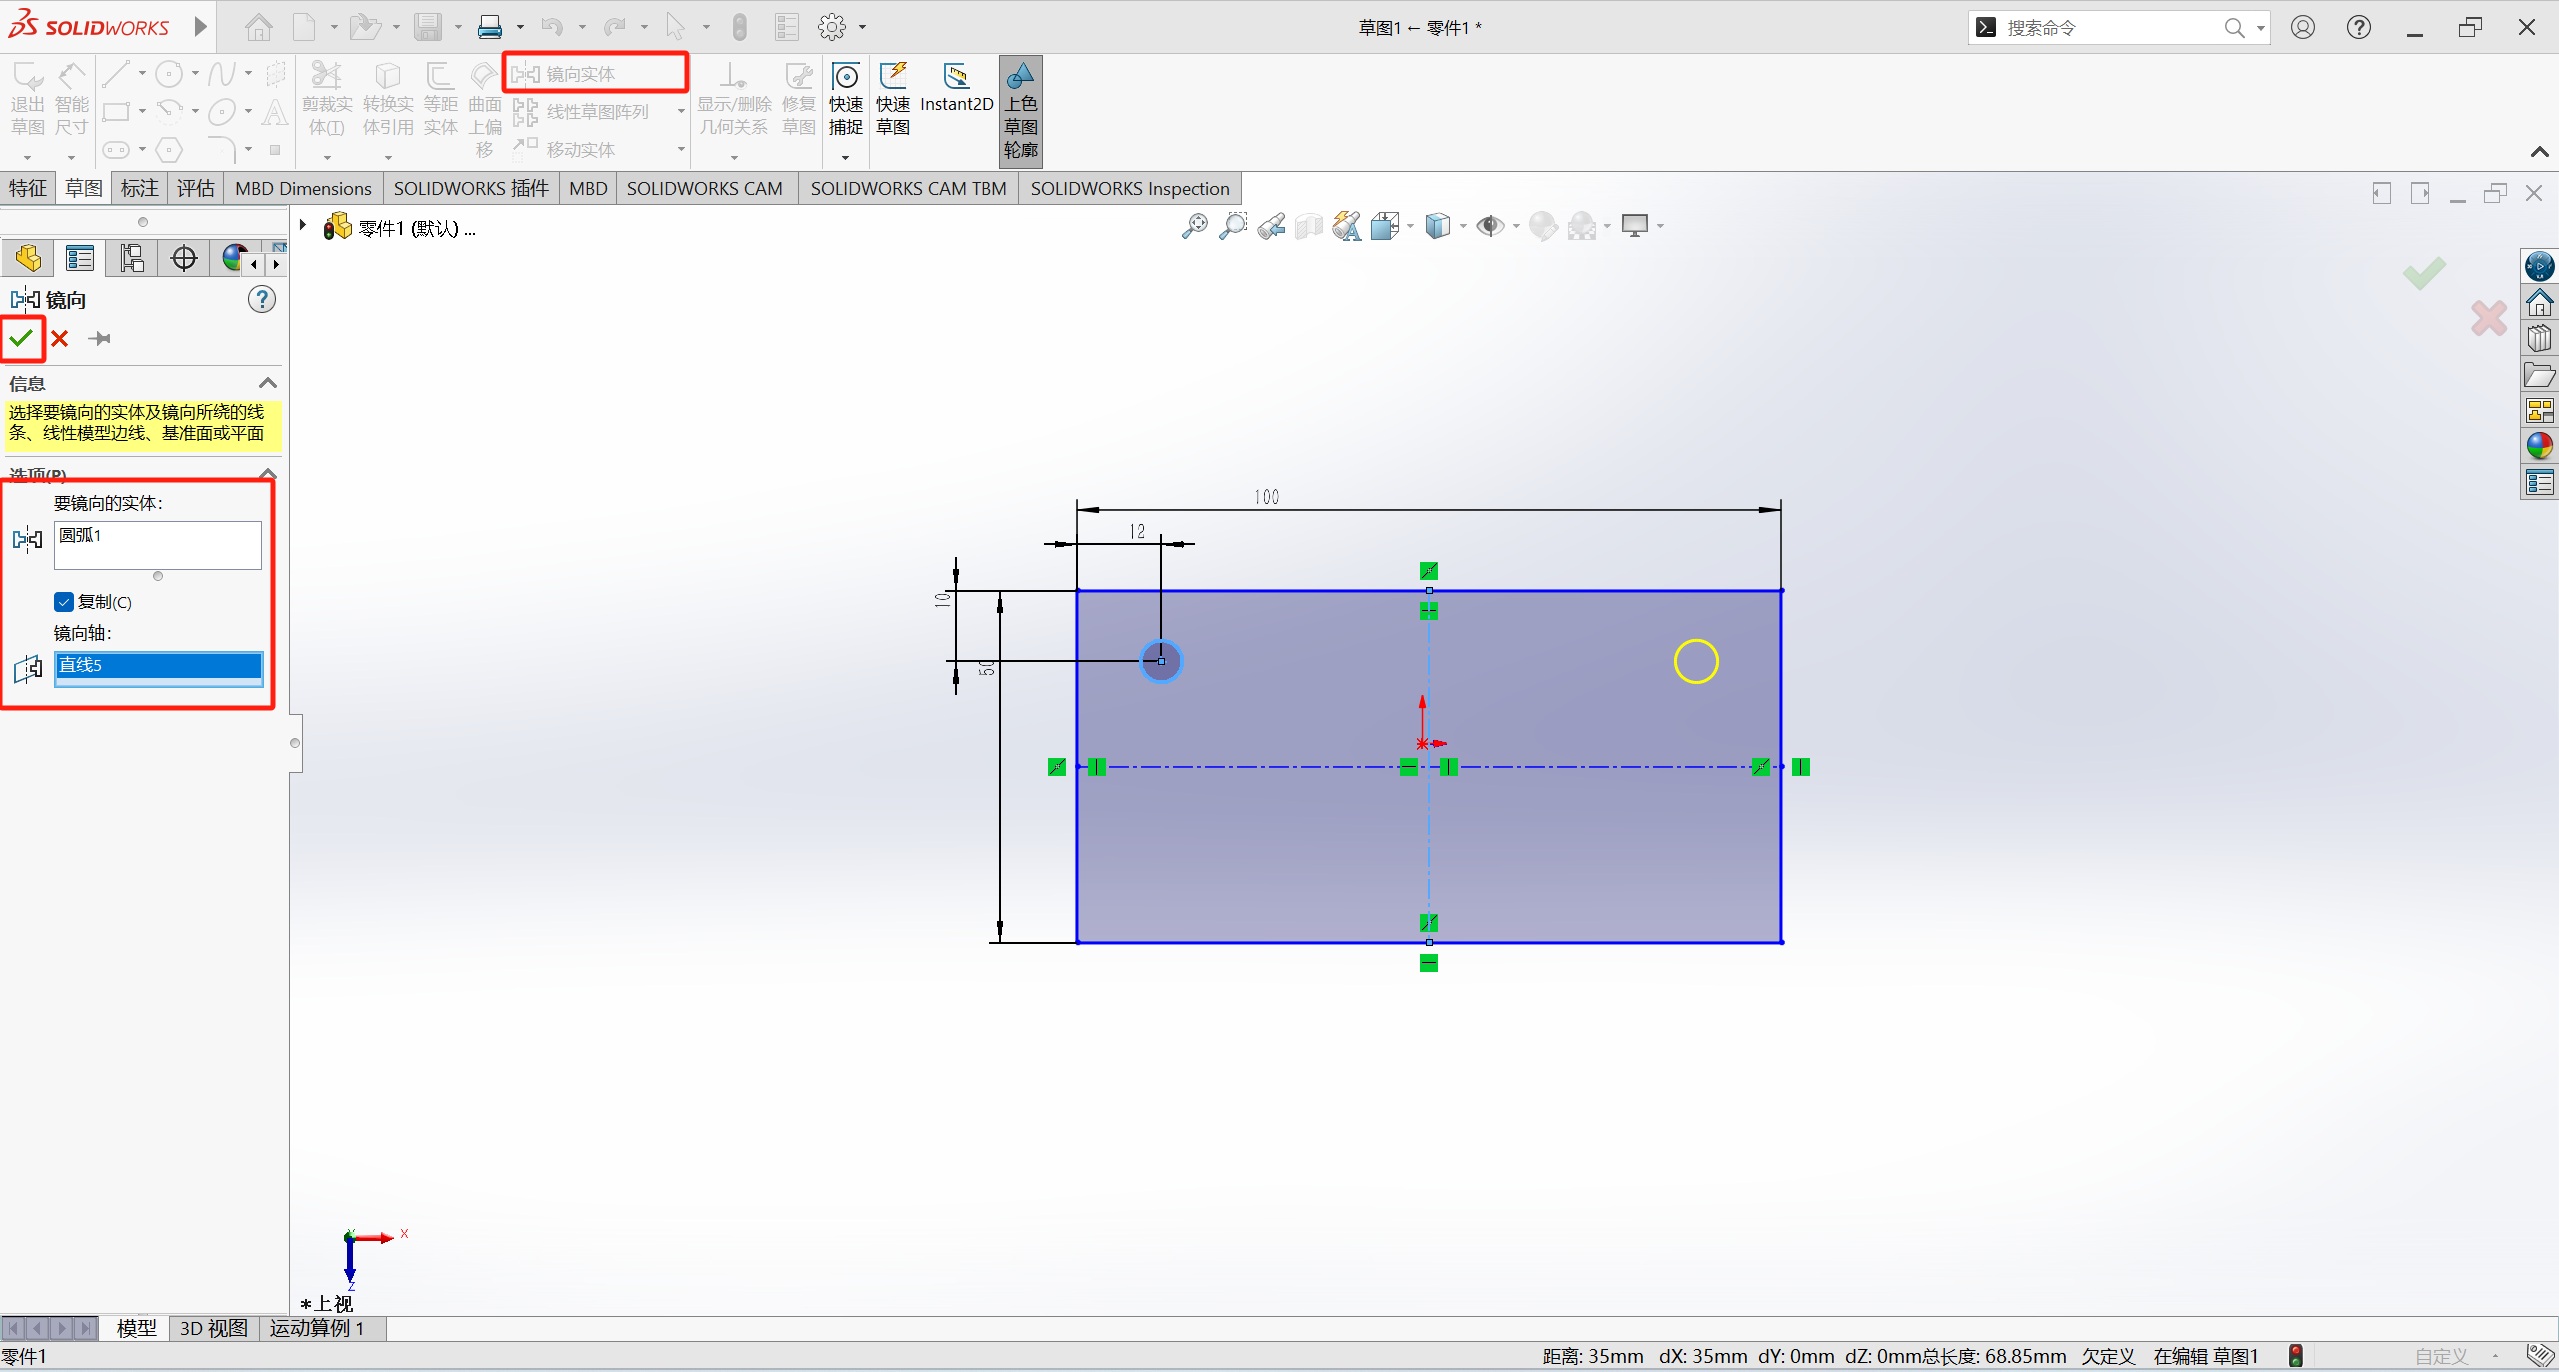 SOLIDWORKS
草图1 ← 零件1 *
搜索命令
退出草图
智能尺寸
剪裁实体(T)
转换实体引用
等距实体
曲面上偏移
镜向实体
线性草图阵列
移动实体
显示/删除几何关系
修复草图
快速捕捉
快速草图
Instant2D
上色草图轮廓
特征 草图 标注 评估 MBD Dimensions SOLIDWORKS 插件 MBD SOLIDWORKS CAM SOLIDWORKS CAM TBM SOLIDWORKS Inspection
零件1 (默认) ...
镜向
信息
选择要镜向的实体及镜向所绕的线
条、线性模型边线、基准面或平面
选项(P)
要镜向的实体:
圆弧1
复制(C)
镜向轴:
直线5
100
12
10
50
X
Y
Z
*上视
模型 3D 视图 运动算例 1
零件1
距离: 35mm dX: 35mm dY: 0mm dZ: 0mm总长度: 68.85mm 欠定义 在编辑 草图1 自定义